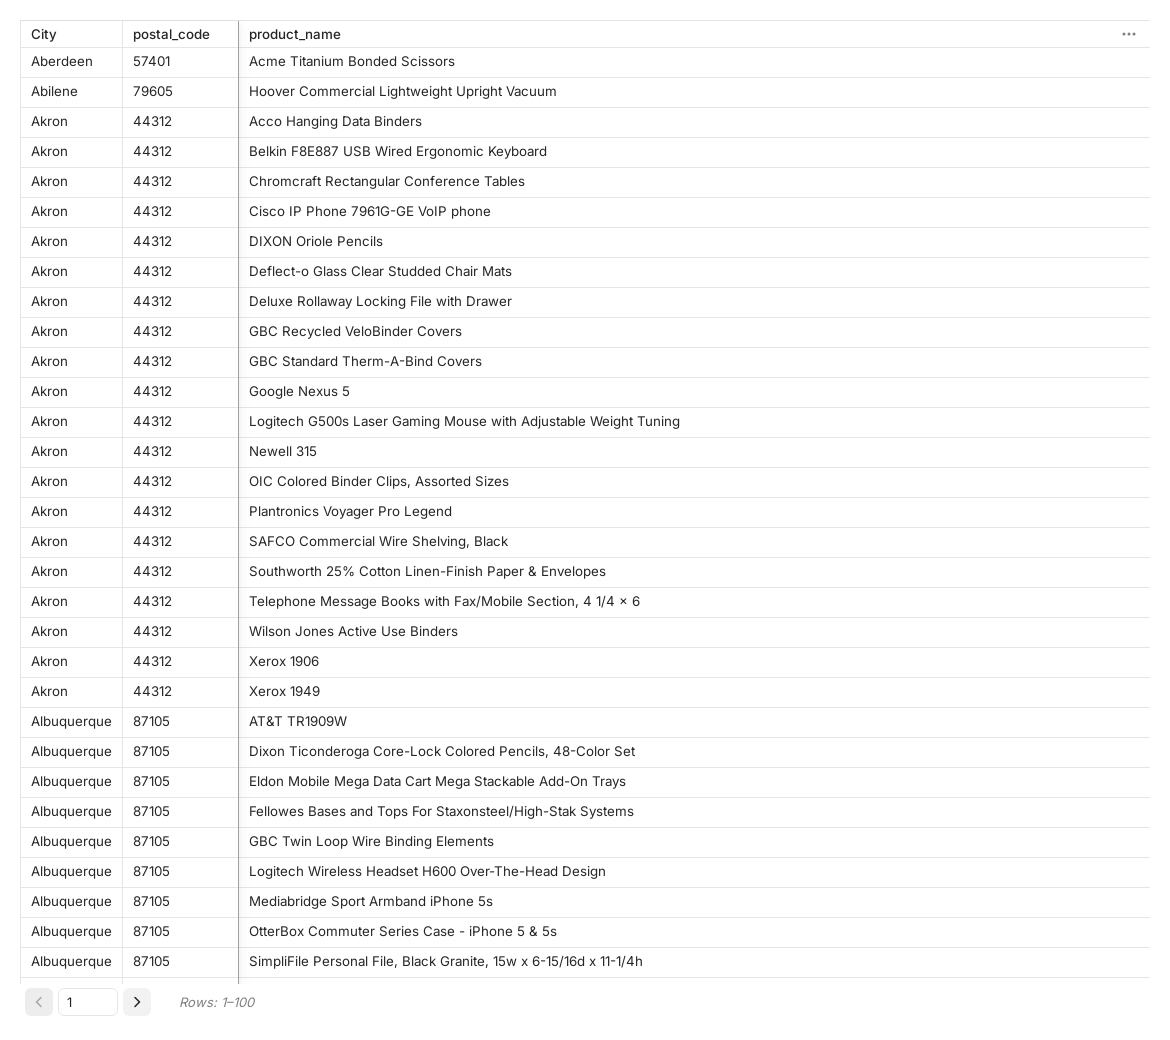 City postal_code product_name
Aberdeen 57401 Acme Titanium Bonded Scissors
Abilene 79605 Hoover Commercial Lightweight Upright Vacuum
Akron 44312 Acco Hanging Data Binders
Akron 44312 Belkin F8E887 USB Wired Ergonomic Keyboard
Akron 44312 Chromcraft Rectangular Conference Tables
Akron 44312 Cisco IP Phone 7961G-GE VoIP phone
Akron 44312 DIXON Oriole Pencils
Akron 44312 Deflect-o Glass Clear Studded Chair Mats
Akron 44312 Deluxe Rollaway Locking File with Drawer
Akron 44312 GBC Recycled VeloBinder Covers
Akron 44312 GBC Standard Therm-A-Bind Covers
Akron 44312 Google Nexus 5
Akron 44312 Logitech G500s Laser Gaming Mouse with Adjustable Weight Tuning
Akron 44312 Newell 315
Akron 44312 OIC Colored Binder Clips, Assorted Sizes
Akron 44312 Plantronics Voyager Pro Legend
Akron 44312 SAFCO Commercial Wire Shelving, Black
Akron 44312 Southworth 25% Cotton Linen-Finish Paper & Envelopes
Akron 44312 Telephone Message Books with Fax/Mobile Section, 4 1/4 × 6
Akron 44312 Wilson Jones Active Use Binders
Akron 44312 Xerox 1906
Akron 44312 Xerox 1949
Albuquerque 87105 AT&T TR1909W
Albuquerque 87105 Dixon Ticonderoga Core-Lock Colored Pencils, 48-Color Set
Albuquerque 87105 Eldon Mobile Mega Data Cart Mega Stackable Add-On Trays
Albuquerque 87105 Fellowes Bases and Tops For Staxonsteel/High-Stak Systems
Albuquerque 87105 GBC Twin Loop Wire Binding Elements
Albuquerque 87105 Logitech Wireless Headset H600 Over-The-Head Design
Albuquerque 87105 Mediabridge Sport Armband iPhone 5s
Albuquerque 87105 OtterBox Commuter Series Case - iPhone 5 & 5s
Albuquerque 87105 SimpliFile Personal File, Black Granite, 15w x 6-15/16d x 11-1/4h
1 Rows: 1–100